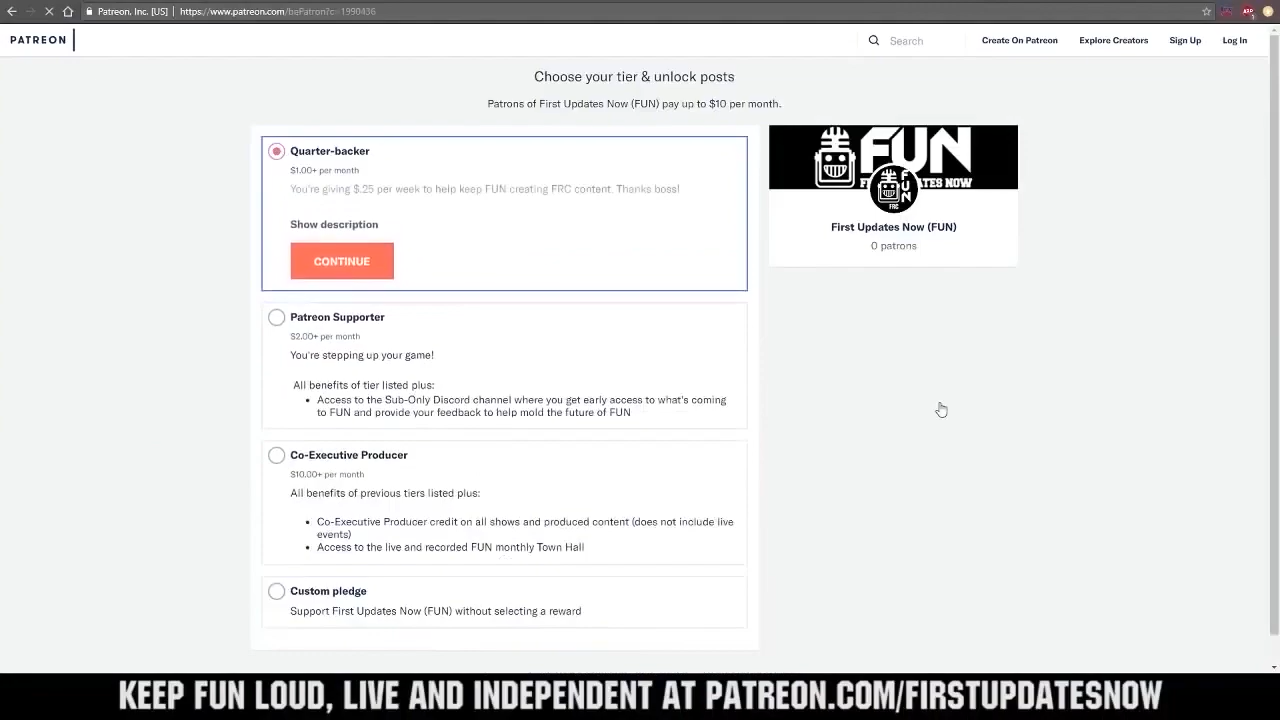 Patreon. Inc. [US] | https://www.patreon.com/bePatron?c=1990436
PATREON
Search
Create On Patreon
Explore Creators
Sign Up
Log In
Choose your tier & unlock posts
Patrons of First Updates Now (FUN) pay up to $10 per month.
Quarter-backer
$1.00+ per month
You're giving $.25 per week to help keep FUN creating FRC content. Thanks boss!
Show description
CONTINUE
Patreon Supporter
$2.00+ per month
You're stepping up your game!
All benefits of tier listed plus:
• Access to the Sub-Only Discord channel where you get early access to what's coming
to FUN and provide your feedback to help mold the future of FUN
Co-Executive Producer
$10.00+ per month
All benefits of previous tiers listed plus:
• Co-Executive Producer credit on all shows and produced content (does not include live
events)
• Access to the live and recorded FUN monthly Town Hall
Custom pledge
Support First Updates Now (FUN) without selecting a reward
FUN
FUN
FRC
First Updates Now (FUN)
0 patrons
KEEP FUN LOUD, LIVE AND INDEPENDENT AT PATREON.COM/FIRSTUPDATESNOW